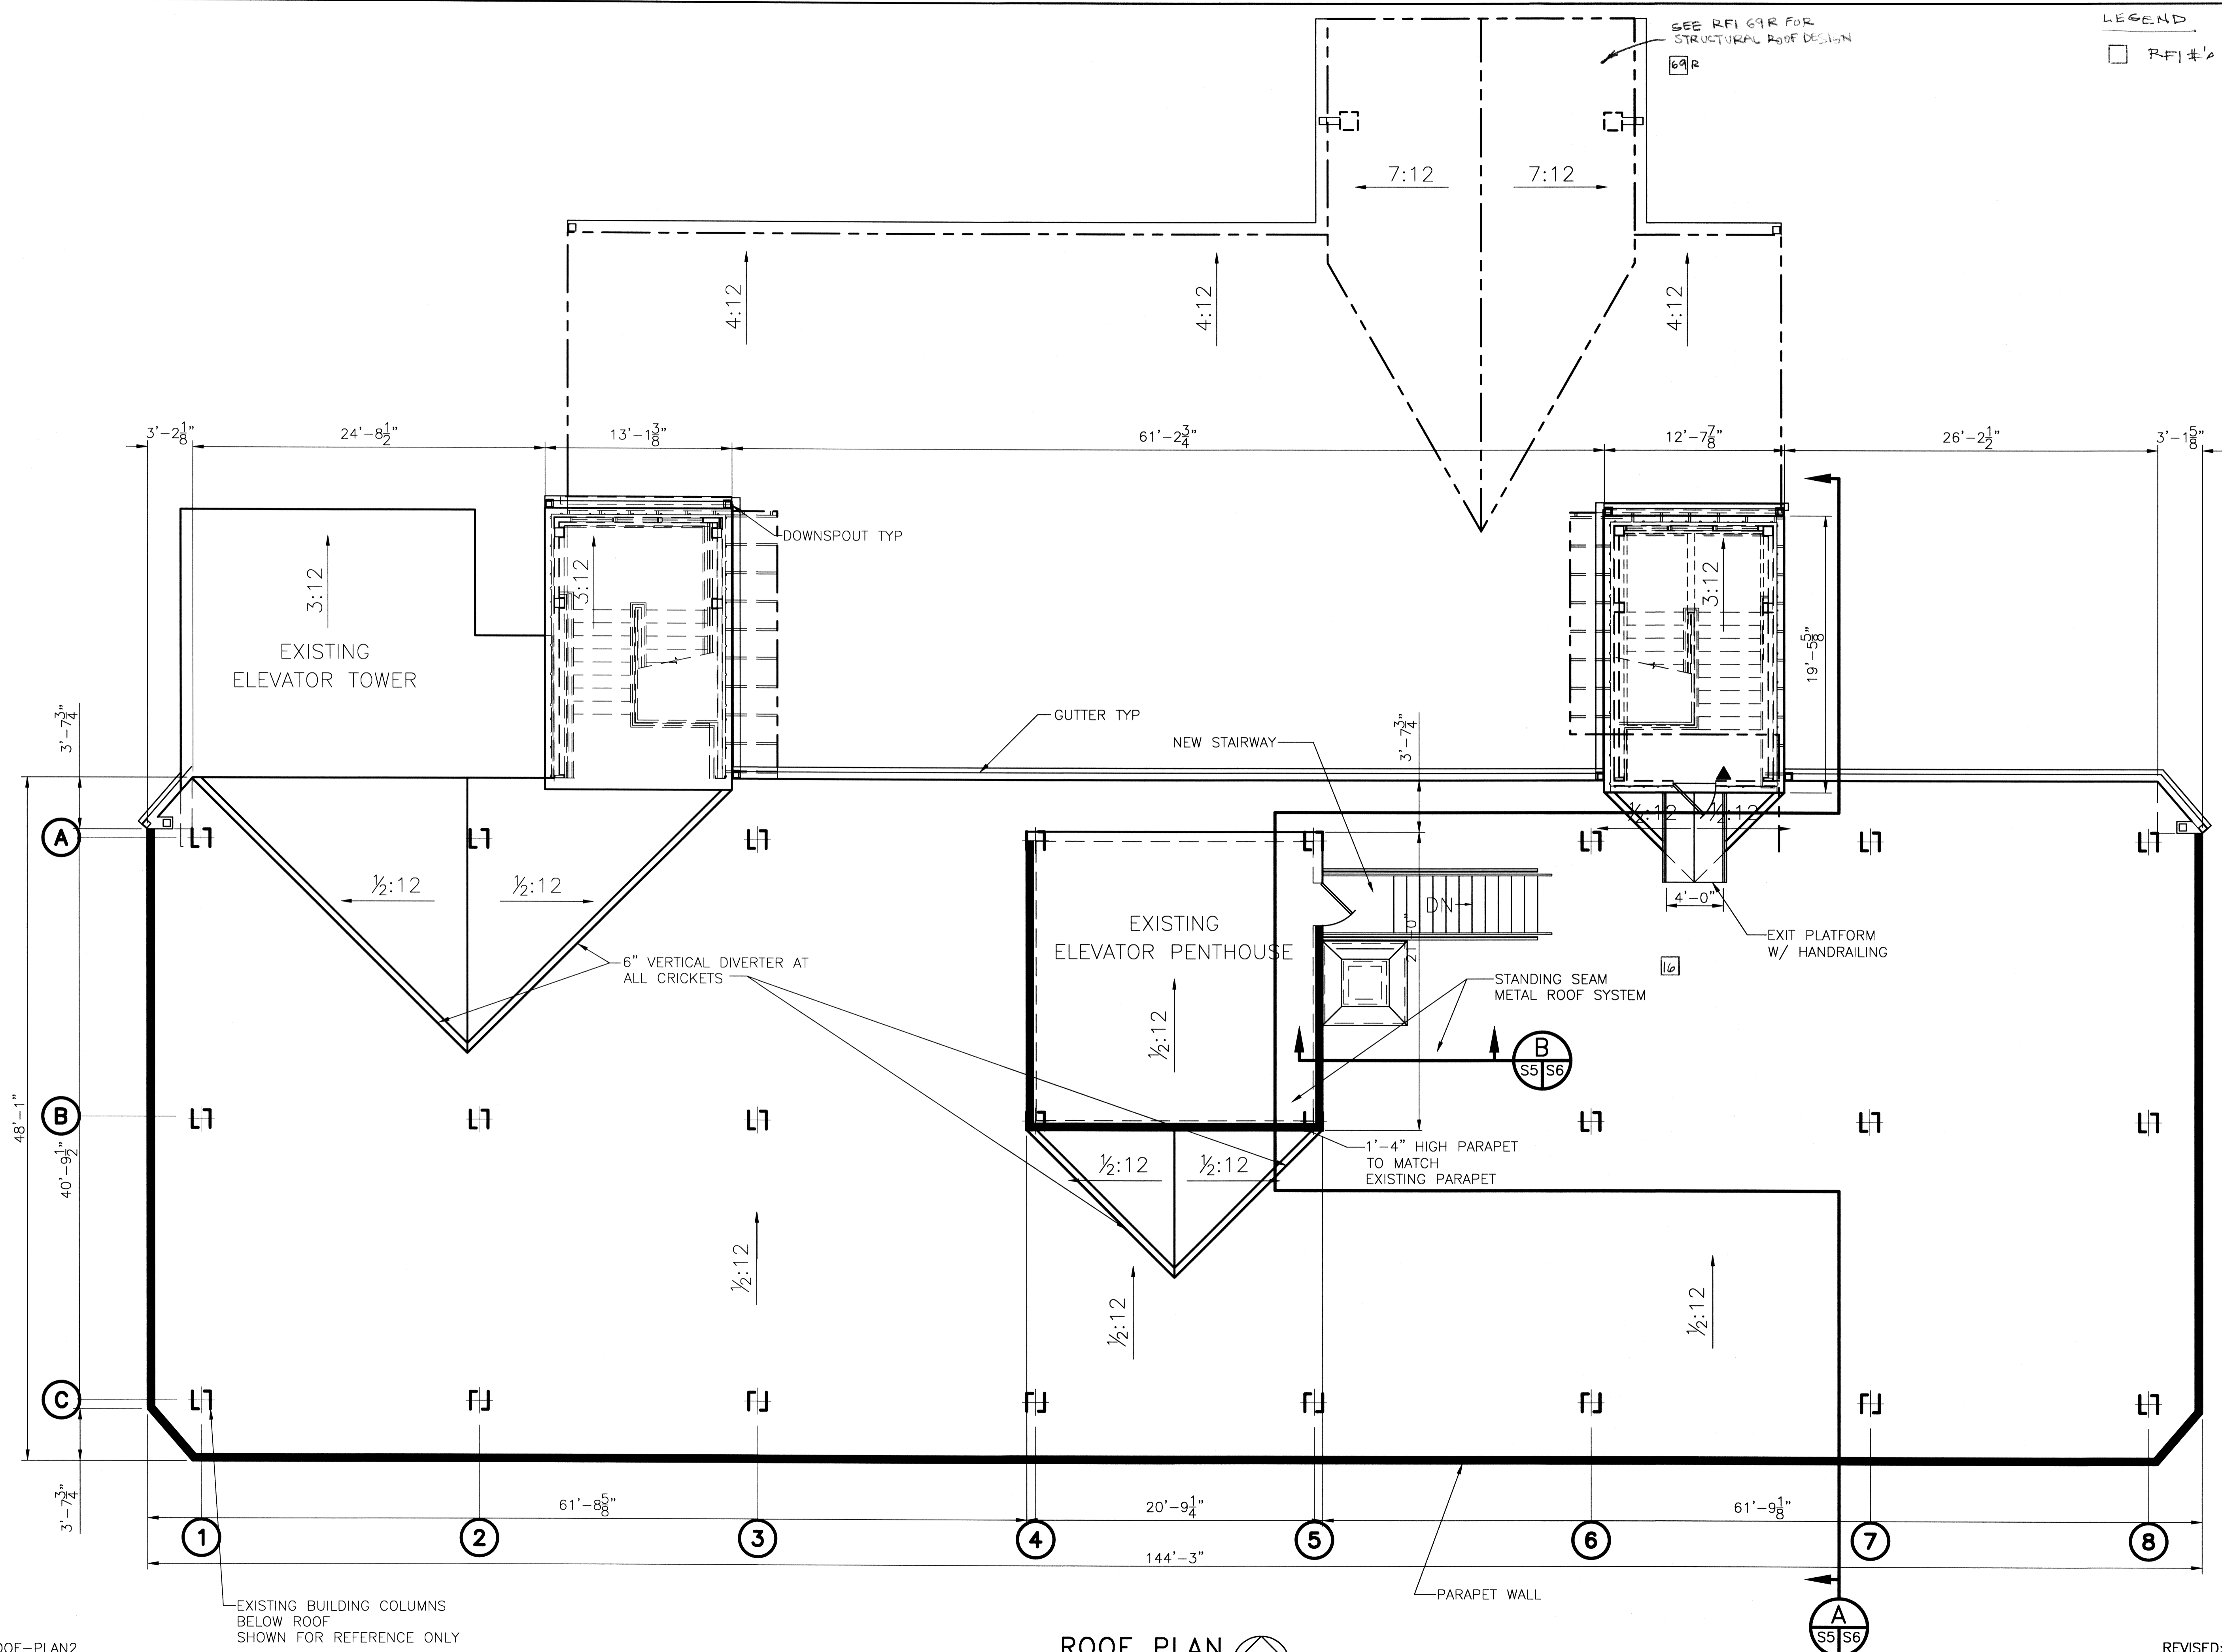 SEE RFI 69R FOR
STRUCTURAL ROOF DESIGN
69 R
LEGEND
RFI #'s
7:12
7:12
4:12
4:12
4:12
3'-2 1/8"
24'-8 1/2"
13'-1 3/8"
61'-2 3/4"
12'-7 7/8"
26'-2 1/2"
3'-1 5/8"
DOWNSPOUT TYP
3:12
3:12
3:12
EXISTING
ELEVATOR TOWER
19'-5 5/8"
GUTTER TYP
NEW STAIRWAY
3'-7 3/4"
3'-7 3/4"
A
½:12
½:12
½:12
½:12
4'-0"
DN
EXISTING
ELEVATOR PENTHOUSE
EXIT PLATFORM
W/ HANDRAILING
16
6" VERTICAL DIVERTER AT
ALL CRICKETS
STANDING SEAM
METAL ROOF SYSTEM
½:12
B
S5 S6
B
48'-1"
40'-9 1/2"
1'-4" HIGH PARAPET
TO MATCH
EXISTING PARAPET
½:12
½:12
½:12
½:12
½:12
C
3'-7 3/4"
61'-8 5/8"
20'-9 1/4"
61'-9 1/8"
1
2
3
4
5
6
7
8
144'-3"
EXISTING BUILDING COLUMNS
BELOW ROOF
SHOWN FOR REFERENCE ONLY
PARAPET WALL
A
S5 S6
OOF-PLAN2
ROOF PLAN
REVISED: